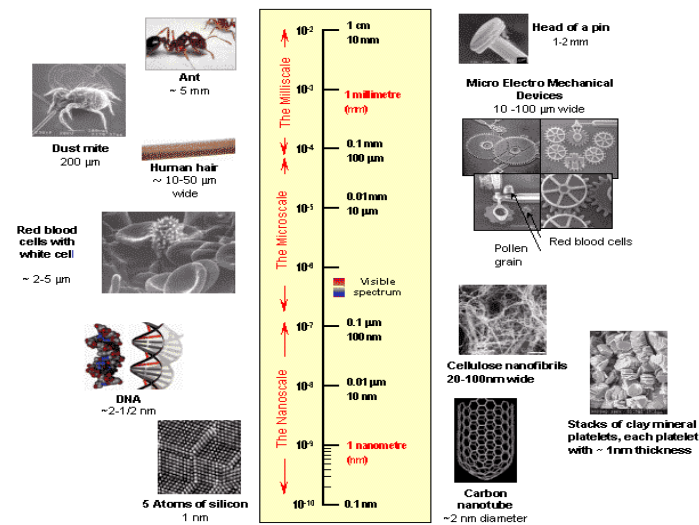 Ant
~ 5 mm
Dust mite
200 µm
Human hair
~ 10-50 µm
wide
Red blood
cells with
white cell
~ 2-5 µm
DNA
~2-1/2 nm
5 Atoms of silicon
1 nm
The Milliscale
The Microscale
The Nanoscale
10-2
1 cm
10 mm
10-3
1 millimetre
(mm)
10-4
0.1 mm
100 µm
10-5
0.01 mm
10 µm
10-6
Visible
spectrum
10-7
0.1 µm
100 nm
10-8
0.01 µm
10 nm
10-9
1 nanometre
(nm)
10-10
0.1 nm
Head of a pin
1-2 mm
Micro Electro Mechanical
Devices
10 -100 µm wide
Pollen
grain
Red blood cells
Cellulose nanofibrils
20-100nm wide
Stacks of clay mineral
platelets, each platelet
with ~ 1nm thickness
Carbon
nanotube
~2 nm diameter